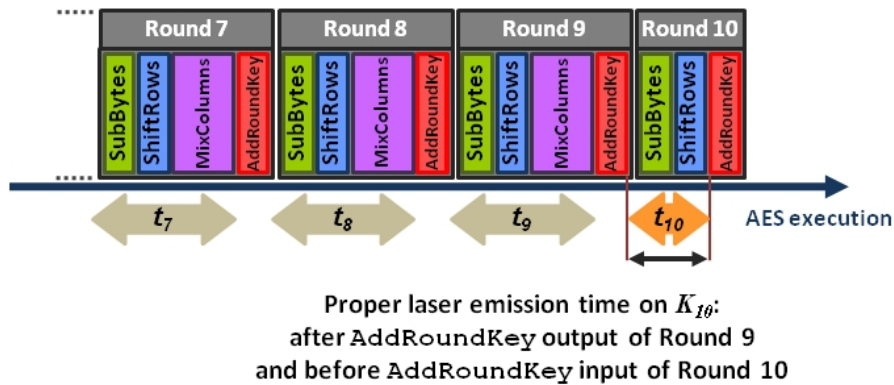 Round 7 Round 8 Round 9 Round 10
SubBytes ShiftRows MixColumns AddRoundKey SubBytes ShiftRows MixColumns AddRoundKey SubBytes ShiftRows MixColumns AddRoundKey SubBytes ShiftRows AddRoundKey
t7 t8 t9 t10
AES execution
Proper laser emission time on K10:
after AddRoundKey output of Round 9
and before AddRoundKey input of Round 10